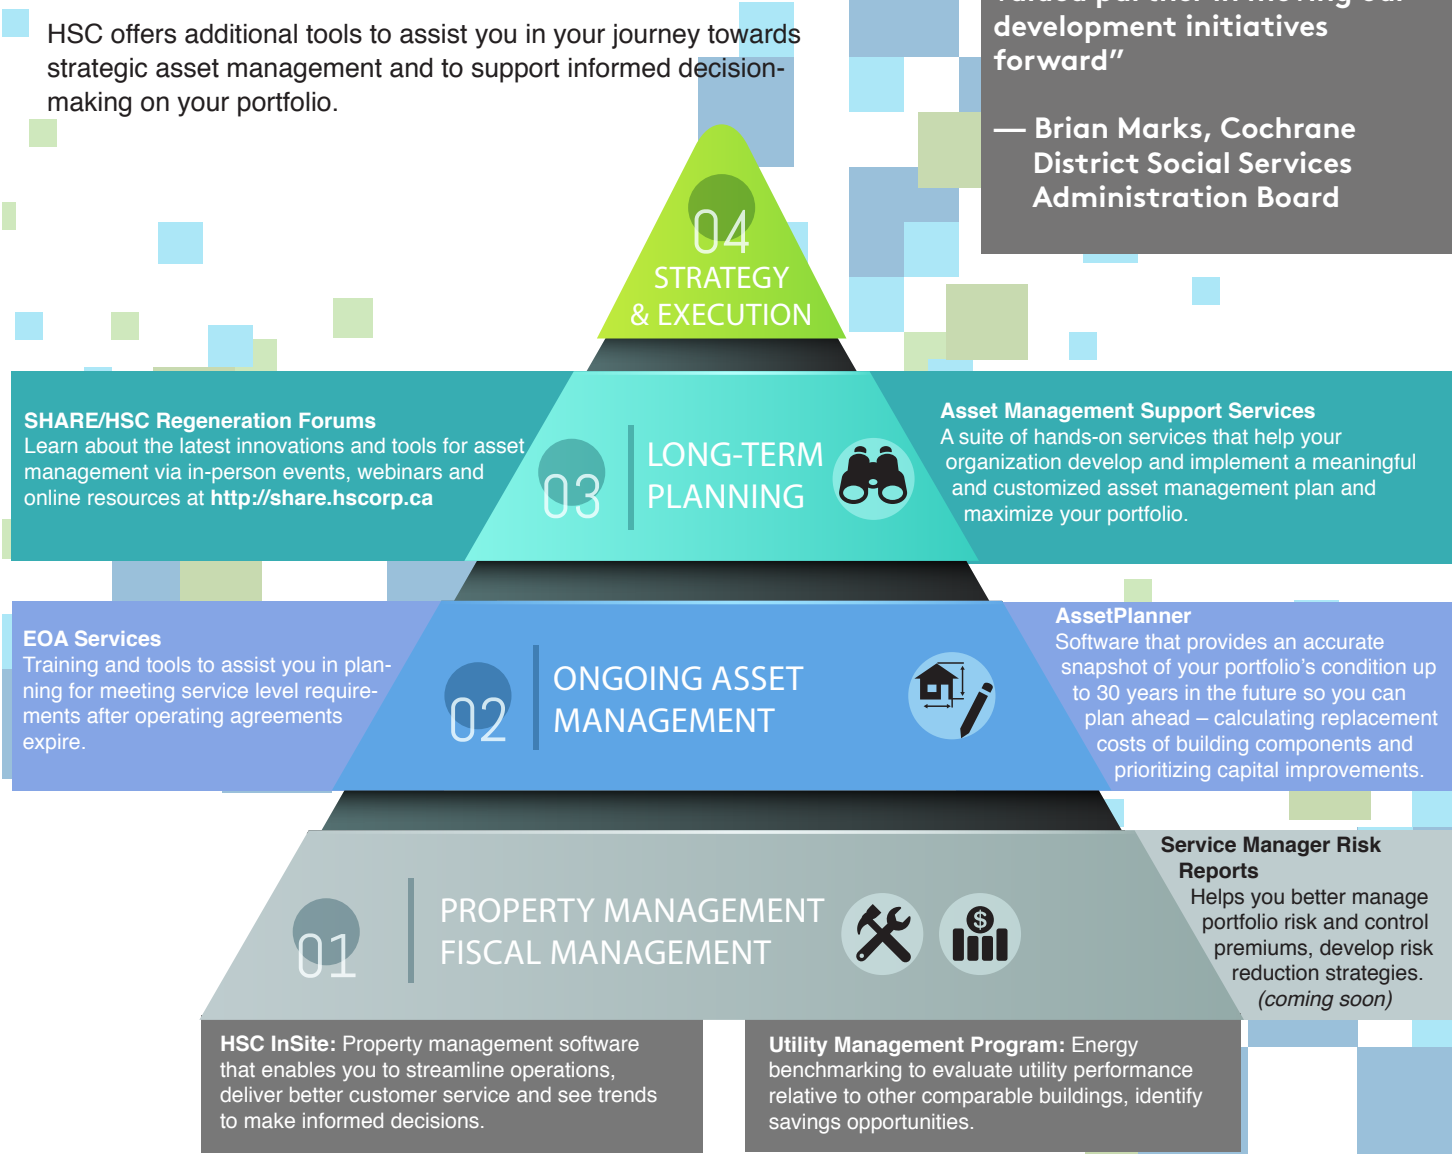 HSC offers additional tools to assist you in your journey towards
strategic asset management and to support informed decision-
making on your portfolio.
valued partner in moving our
development initiatives
forward”
— Brian Marks, Cochrane
District Social Services
Administration Board
04
STRATEGY
& EXECUTION
SHARE/HSC Regeneration Forums
Learn about the latest innovations and tools for asset
management via in-person events, webinars and
online resources at http://share.hscorp.ca
03
LONG-TERM
PLANNING
Asset Management Support Services
A suite of hands-on services that help your
organization develop and implement a meaningful
and customized asset management plan and
maximize your portfolio.
EOA Services
Training and tools to assist you in plan-
ning for meeting service level require-
ments after operating agreements
expire.
02
ONGOING ASSET
MANAGEMENT
AssetPlanner
Software that provides an accurate
snapshot of your portfolio’s condition up
to 30 years in the future so you can
plan ahead – calculating replacement
costs of building components and
prioritizing capital improvements.
01
PROPERTY MANAGEMENT
FISCAL MANAGEMENT
$
Service Manager Risk
Reports
Helps you better manage
portfolio risk and control
premiums, develop risk
reduction strategies.
(coming soon)
HSC InSite: Property management software
that enables you to streamline operations,
deliver better customer service and see trends
to make informed decisions.
Utility Management Program: Energy
benchmarking to evaluate utility performance
relative to other comparable buildings, identify
savings opportunities.